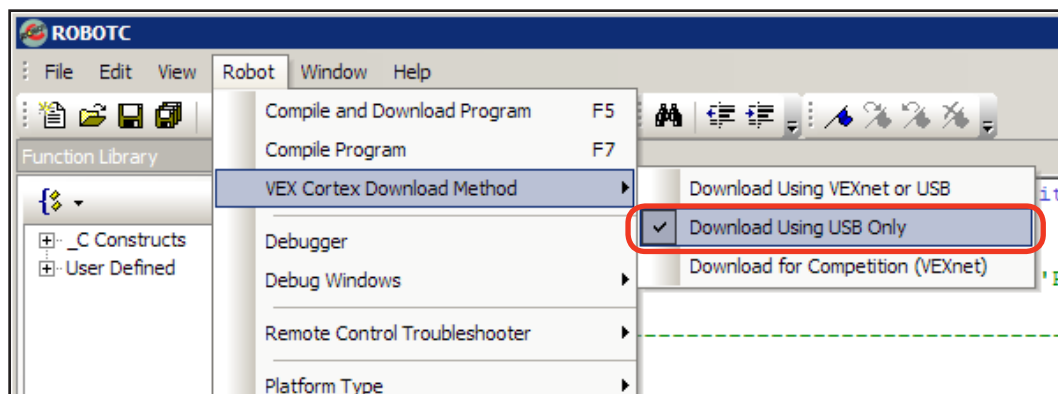 ROBOTC
File Edit View Robot Window Help
Compile and Download Program F5
Function Library
Compile Program F7
VEX Cortex Download Method
Download Using VEXnet or USB
_C Constructs
Debugger
Download Using USB Only
User Defined
Debug Windows
Download for Competition (VEXnet)
Remote Control Troubleshooter
Platform Type